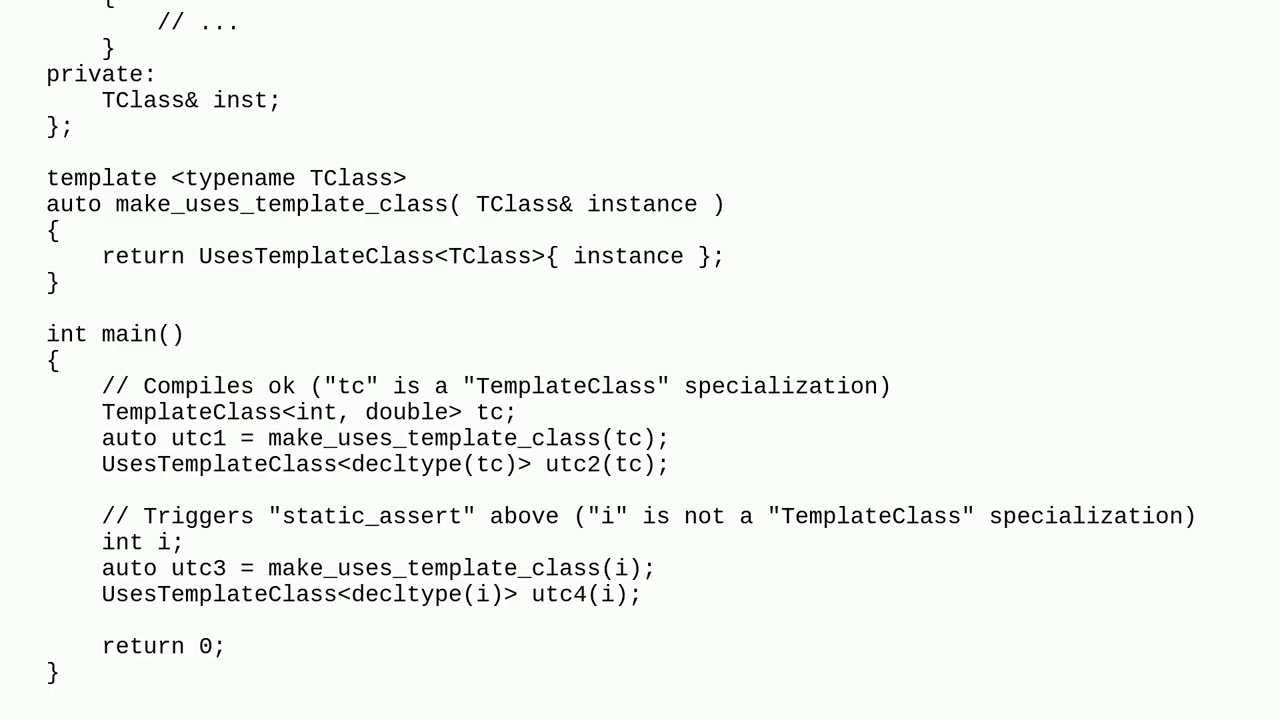 {
        // ...
    }
private:
    TClass& inst;
};

template <typename TClass>
auto make_uses_template_class( TClass& instance )
{
    return UsesTemplateClass<TClass>{ instance };
}

int main()
{
    // Compiles ok ("tc" is a "TemplateClass" specialization)
    TemplateClass<int, double> tc;
    auto utc1 = make_uses_template_class(tc);
    UsesTemplateClass<decltype(tc)> utc2(tc);

    // Triggers "static_assert" above ("i" is not a "TemplateClass" specialization)
    int i;
    auto utc3 = make_uses_template_class(i);
    UsesTemplateClass<decltype(i)> utc4(i);

    return 0;
}